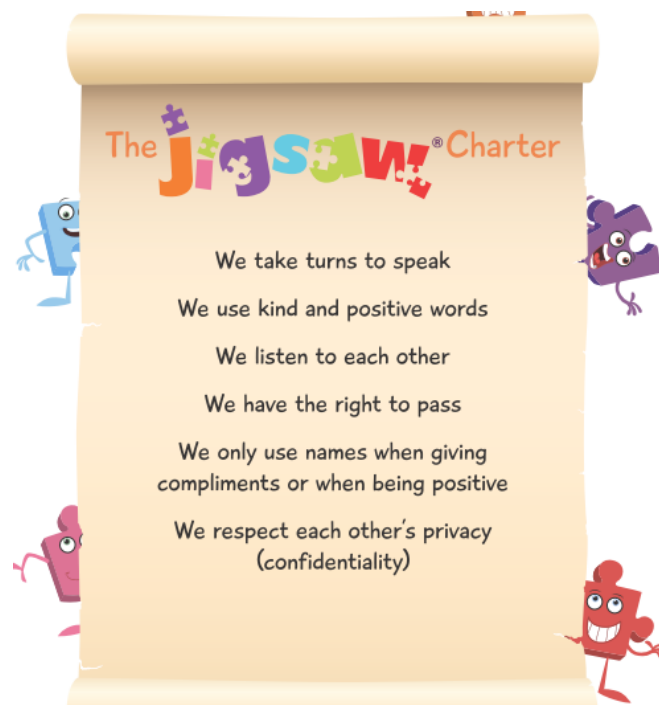 The jigsaw® Charter
We take turns to speak
We use kind and positive words
We listen to each other
We have the right to pass
We only use names when giving
compliments or when being positive
We respect each other's privacy
(confidentiality)